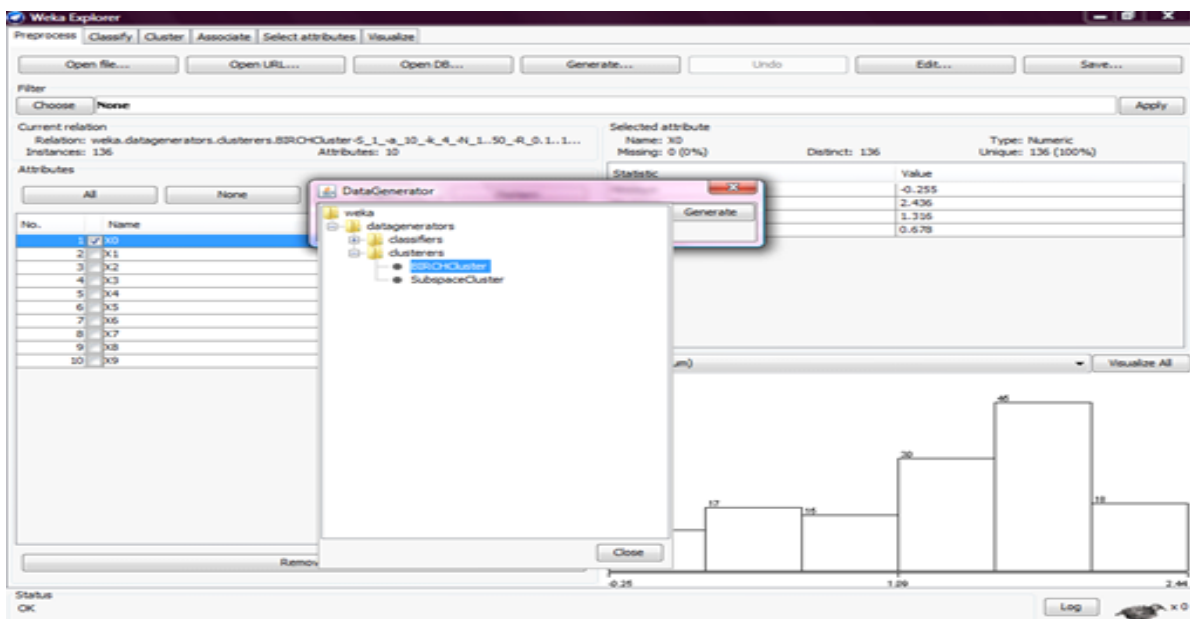 Weka Explorer
Preprocess Classify Cluster Associate Select attributes Visualize
Open file... Open URL... Open DB... Generate... Undo Edit... Save...
Filter
Choose None Apply
Current relation
Relation: weka.datagenerators.clusterers.BIRCHCluster-S_1_-a_10_-k_4_-N_1..50_-R_0.1..1...
Instances: 136 Attributes: 10
Selected attribute
Name: X0 Type: Numeric
Missing: 0 (0%) Distinct: 136 Unique: 136 (100%)
Attributes
All None
No. Name
1 X0
2 X1
3 X2
4 X3
5 X4
6 X5
7 X6
8 X7
9 X8
10 X9
Remov
DataGenerator
Generate
weka
datagenerators
classifiers
clusterers
BIRCHCluster
SubspaceCluster
Close
Statistic Value
-0.255
2.436
1.316
0.678
um) Visualize All
17
30
46
18
-0.25 1.09 2.44
Status
OK
Log x 0